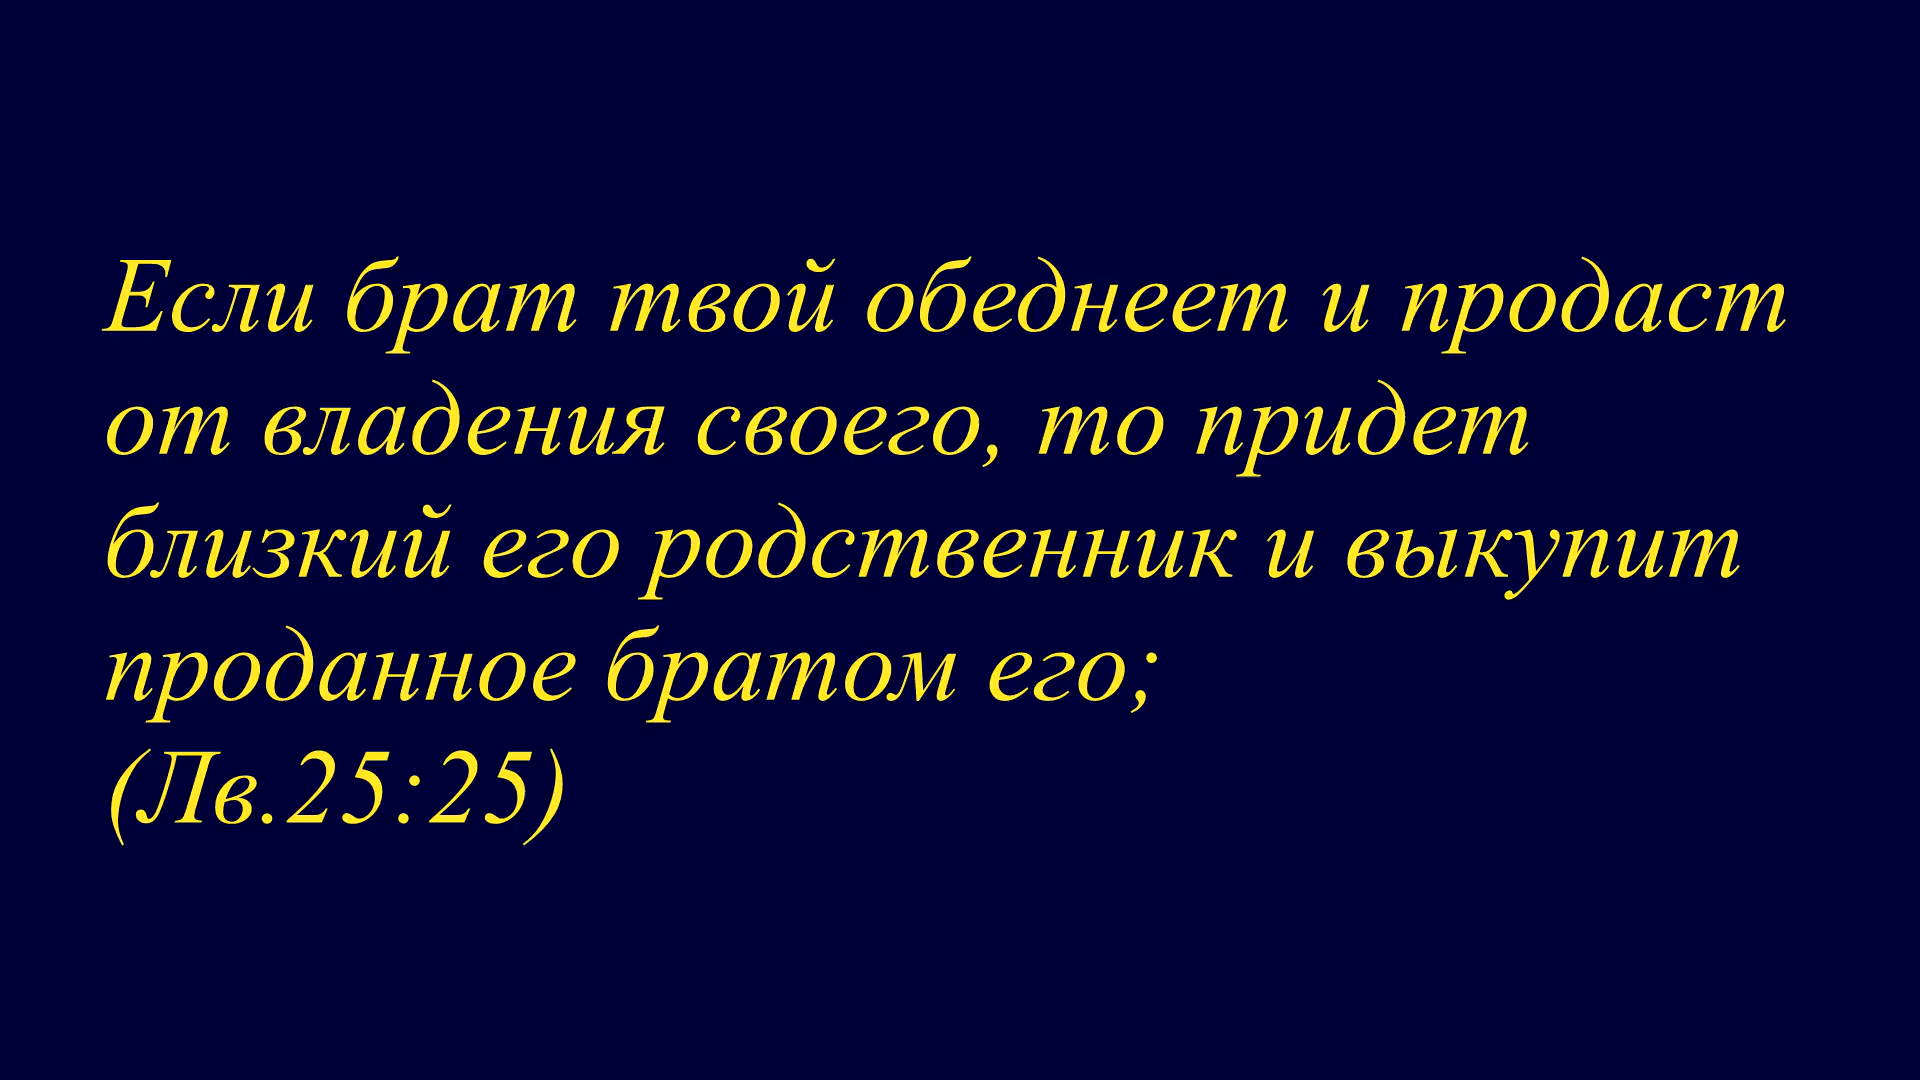 Если брат твой обеднеет и продаст
от владения своего, то придет
близкий его родственник и выкупит
проданное братом его;
(Лв.25:25)